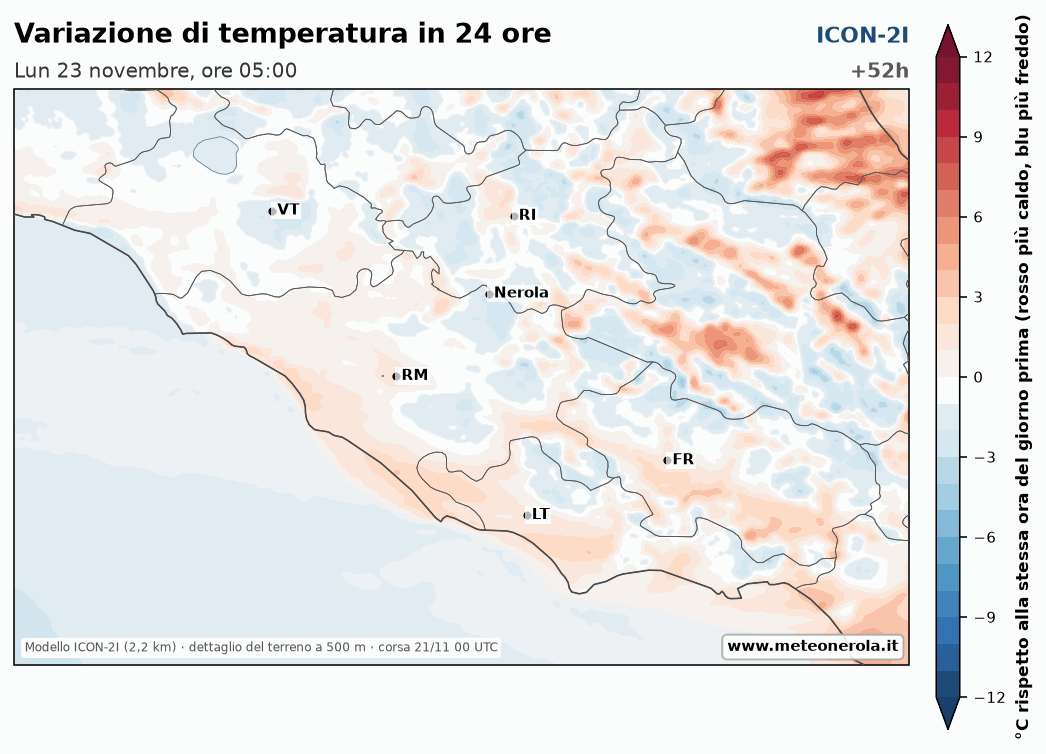 Variazione di temperatura in 24 ore
ICON-2I
Lun 23 novembre, ore 05:00
+52h
VT
RI
Nerola
RM
FR
LT
Modello ICON-2I (2,2 km) · dettaglio del terreno a 500 m · corsa 21/11 00 UTC
www.meteonerola.it
12
9
6
3
0
−3
−6
−9
−12
°C rispetto alla stessa ora del giorno prima (rosso più caldo, blu più freddo)